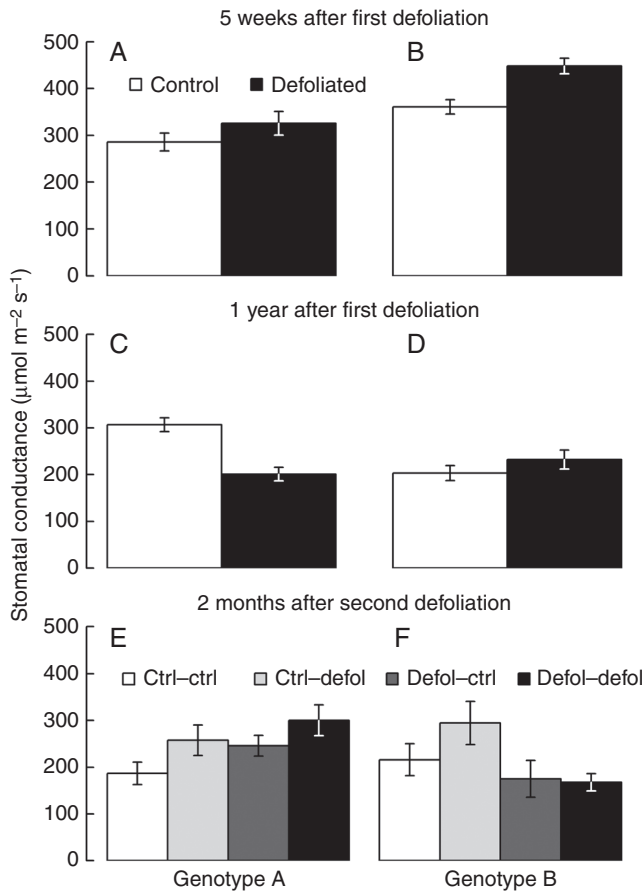 5 weeks after first defoliation
A
B
Control
Defoliated
500
400
300
200
100
0
1 year after first defoliation
C
D
500
400
300
200
100
0
Stomatal conductance (μmol m−2 s−1)
2 months after second defoliation
E
F
Ctrl–ctrl
Ctrl–defol
Defol–ctrl
Defol–defol
500
400
300
200
100
0
Genotype A
Genotype B